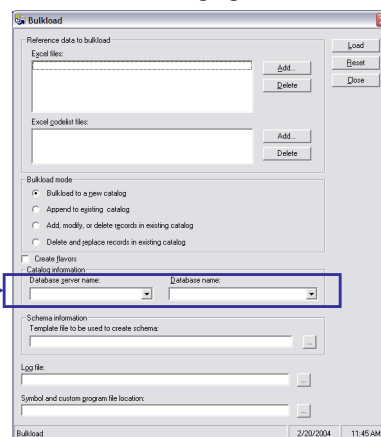 Bulkload
Reference data to bulkload
Excel files:
Add...
Delete
Load
Reset
Close
Excel codelist files:
Add...
Delete
Bulkload mode
Bulkload to a new catalog
Append to existing catalog
Add, modify, or delete records in existing catalog
Delete and replace records in existing catalog
Create flavors
Catalog information
Database server name:
Database name:
Schema information
Template file to be used to create schema:
...
Log file:
...
Symbol and custom program file location:
...
Bulkload
2/20/2004
11:45 AM